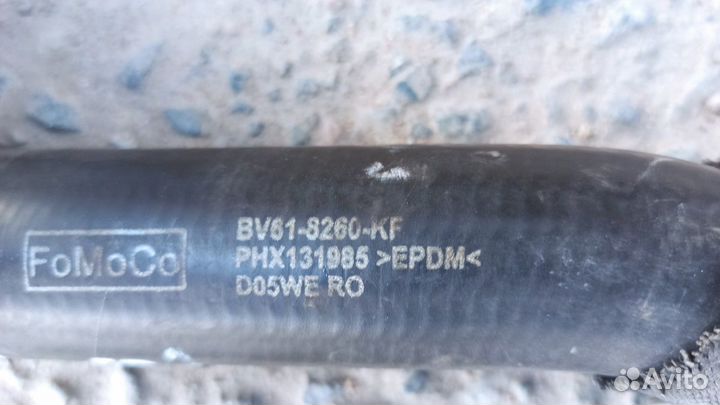 FoMoCo
BV61-8260-KF
PHX131985 >EPDM<
D05WE RO
Avito